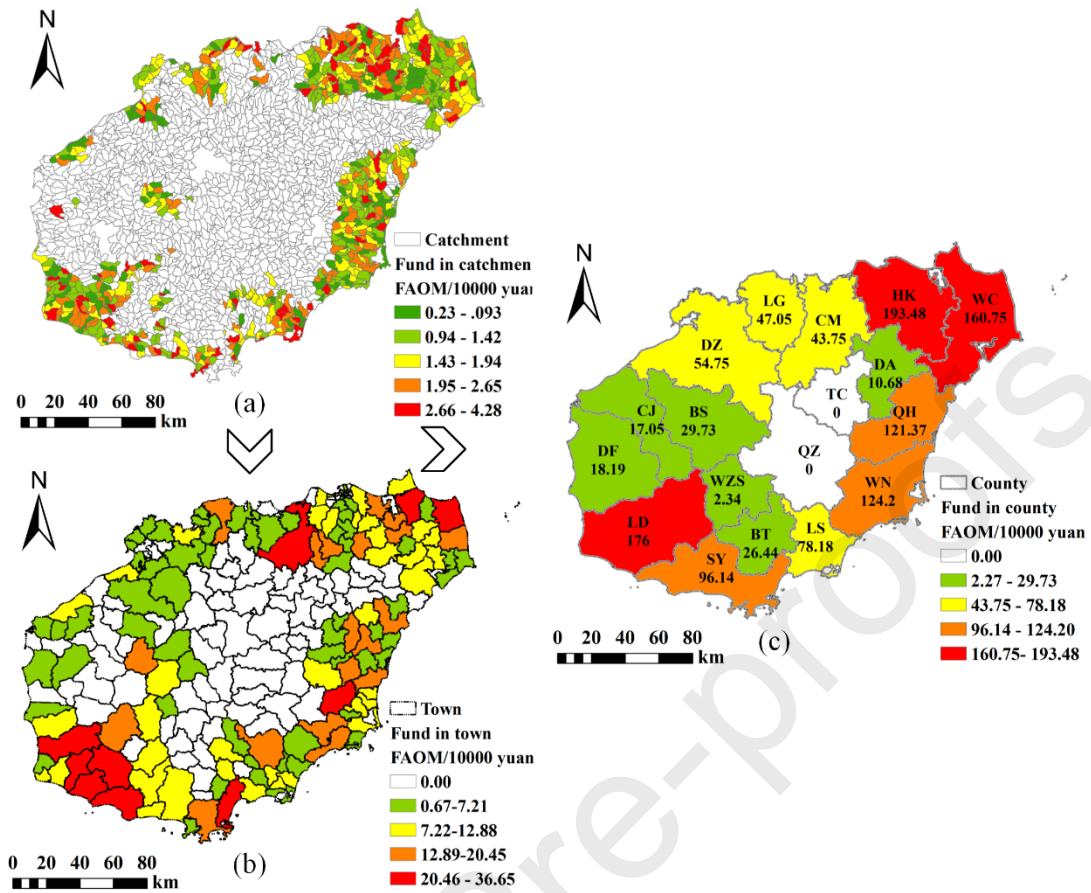 N
Catchment
Fund in catchmen
FAOM/10000 yuan
0.23 - .093
0.94 - 1.42
1.43 - 1.94
1.95 - 2.65
2.66 - 4.28
0 20 40 60 80
km
(a)
N
Town
Fund in town
FAOM/10000 yuan
0.00
0.67-7.21
7.22-12.88
12.89-20.45
20.46 - 36.65
0 20 40 60 80
km
(b)
N
HK
193.48
WC
160.75
LG
47.05
CM
43.75
DZ
54.75
DA
10.68
TC
0
QH
121.37
CJ
17.05
BS
29.73
DF
18.19
QZ
0
WN
124.2
WZS
2.34
LD
176
BT
26.44
LS
78.18
SY
96.14
County
Fund in county
FAOM/10000 yuan
0.00
2.27 - 29.73
43.75 - 78.18
96.14 - 124.20
160.75- 193.48
0 20 40 60 80
km
(c)
re-proofs